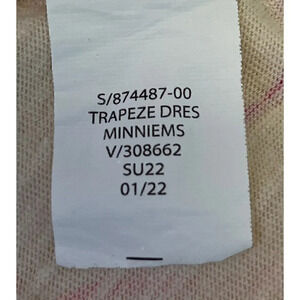 S/874487-00
TRAPEZE DRES
MINNIEMS
V/308662
SU22
01/22